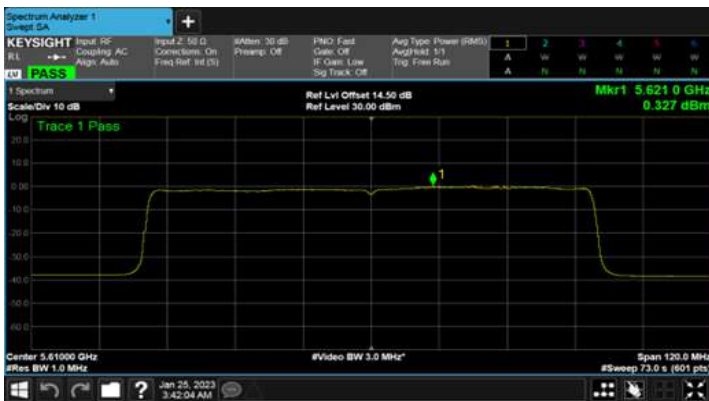 Spectrum Analyzer 1
Swept SA
+
KEYSIGHT Input: RF Input Z: 50 Ω #Atten: 30 dB PNO: Fast Avg Type: Power (RMS) 1 2 3 4 5 6
RL Coupling: AC Corrections: On Preamp: Off Gate: Off Avg|Hold: 1/1 A W W W W W
Align: Auto Freq Ref: Int (S) IF Gain: Low Trig: Free Run
LXI PASS Sig Track: Off A N N N N N
1 Spectrum
Ref Lvl Offset 14.50 dB Mkr1 5.621 0 GHz
Scale/Div 10 dB Ref Level 30.00 dBm 0.327 dBm
Log
Trace 1 Pass
20.0
10.0
1
0.00
-10.0
-20.0
-30.0
-40.0
-50.0
-60.0
Center 5.61000 GHz #Video BW 3.0 MHz* Span 120.0 MHz
#Res BW 1.0 MHz #Sweep 73.0 s (601 pts)
? Jan 25, 2023
3:42:04 AM